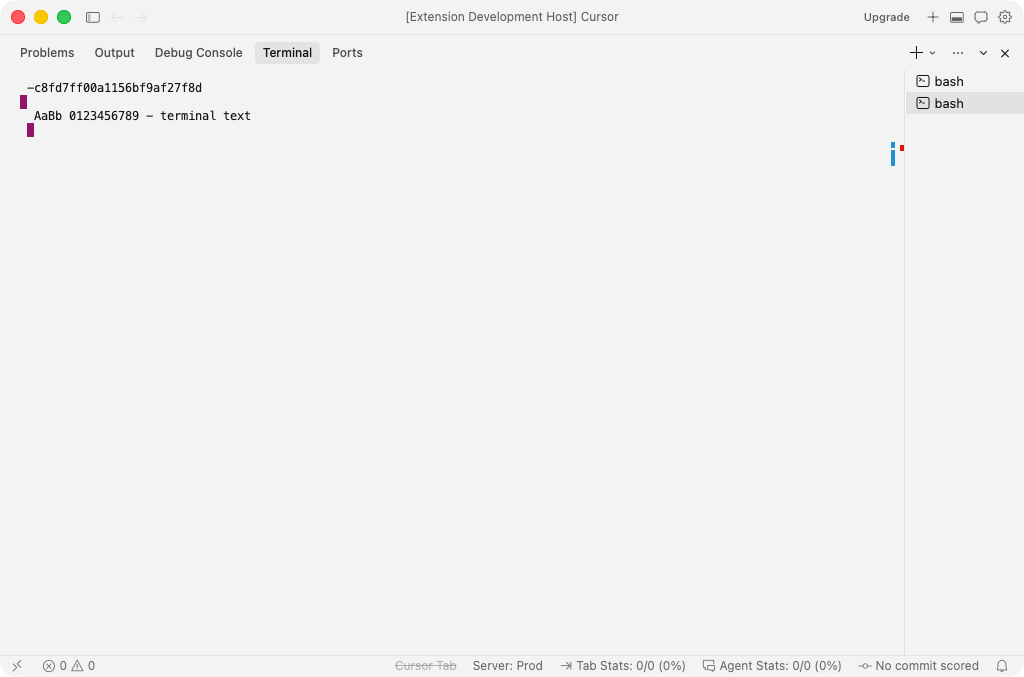 [Extension Development Host] Cursor
Upgrade
Problems Output Debug Console Terminal Ports
−c8fd7ff00a1156bf9af27f8d
AaBb 0123456789 − terminal text
bash
bash
0 0 Cursor Tab Server: Prod Tab Stats: 0/0 (0%) Agent Stats: 0/0 (0%) No commit scored